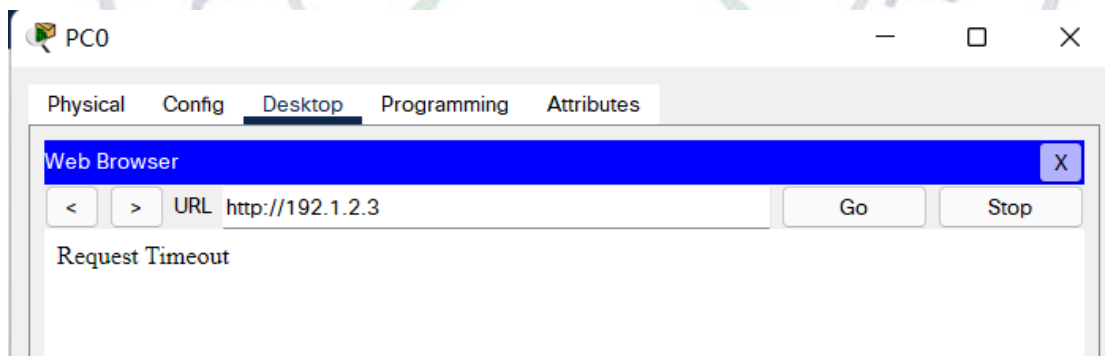 PC0
Physical Config Desktop Programming Attributes
Web Browser X
< > URL http://192.1.2.3 Go Stop
Request Timeout